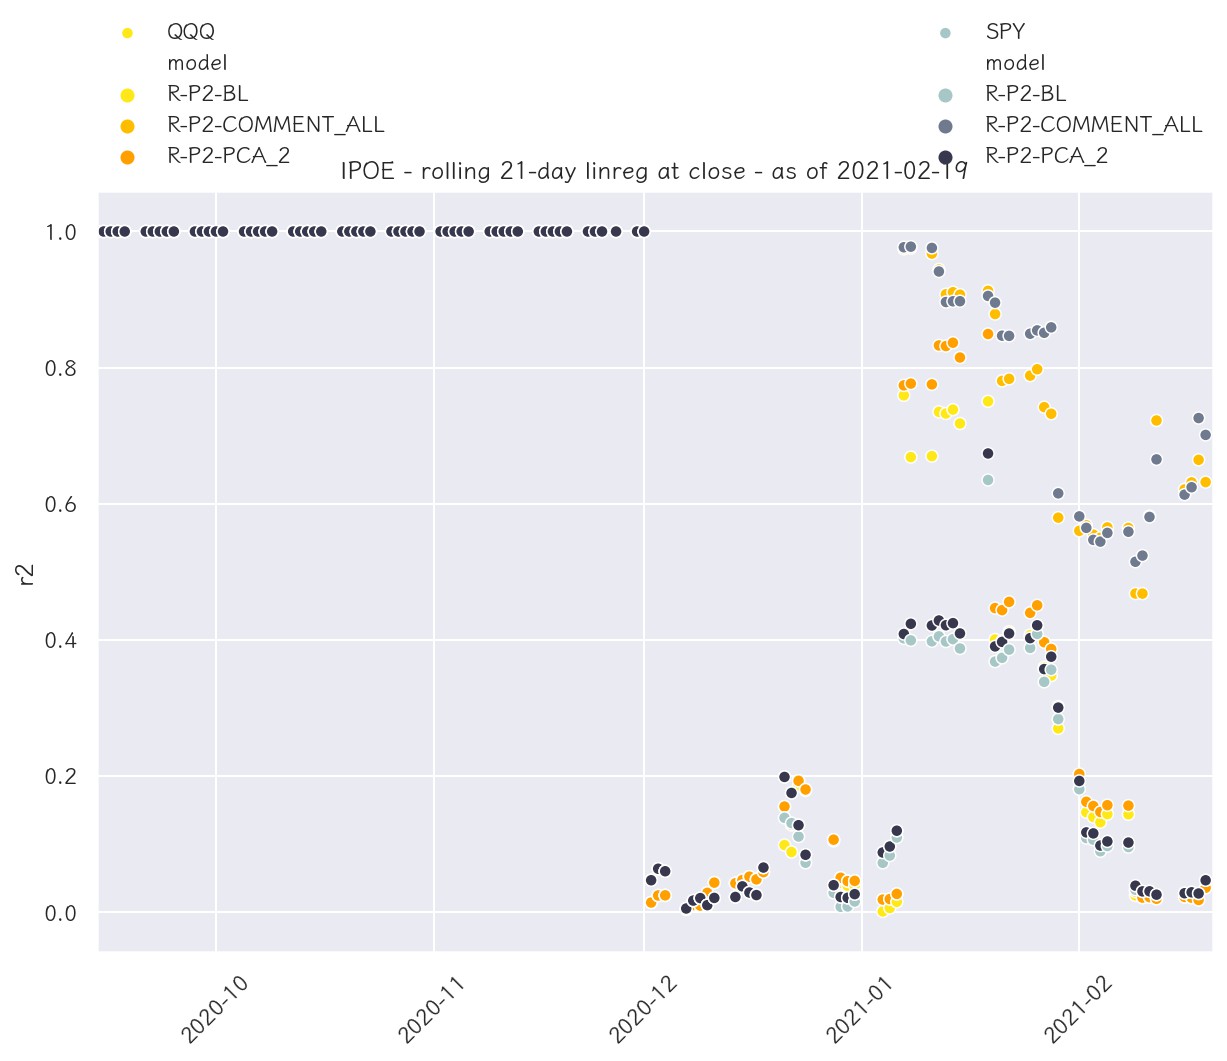 QQQ
model
R-P2-BL
R-P2-COMMENT_ALL
R-P2-PCA_2
SPY
model
R-P2-BL
R-P2-COMMENT_ALL
R-P2-PCA_2
IPOE - rolling 21-day linreg at close - as of 2021-02-19
1.0
0.8
0.6
0.4
0.2
0.0
r2
2020-10
2020-11
2020-12
2021-01
2021-02